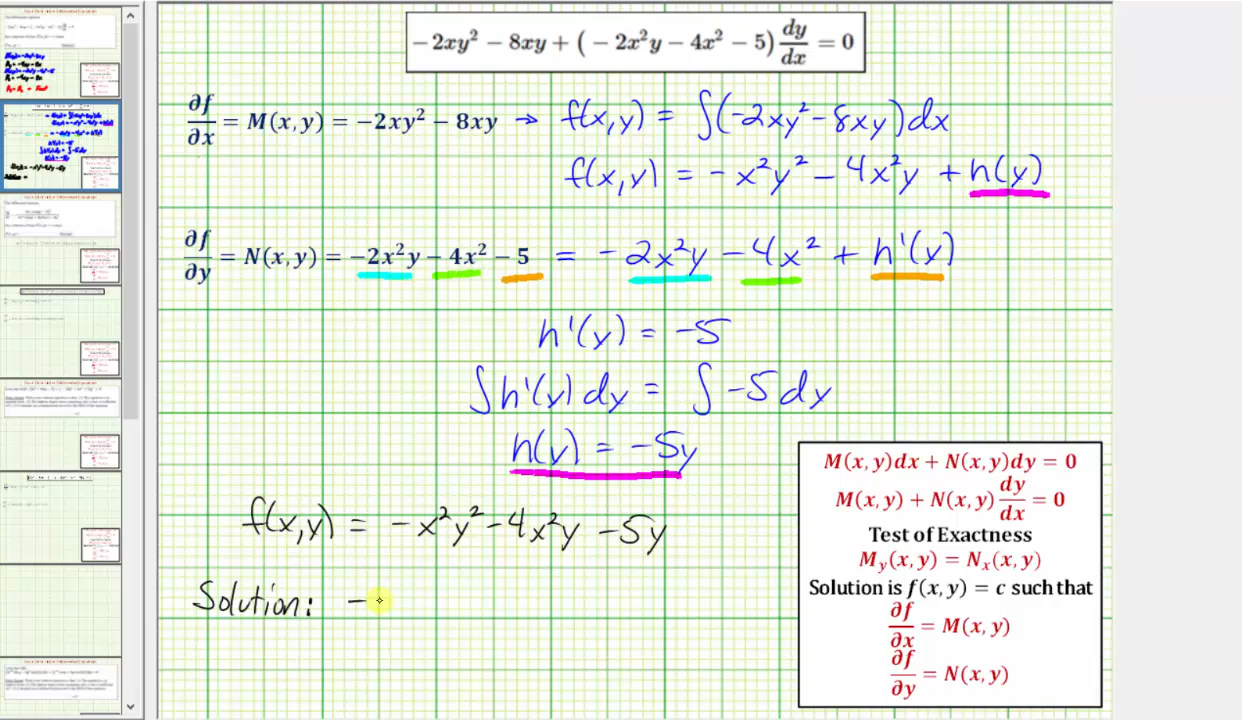 −2xy² − 8xy + (−2x²y − 4x² − 5) dy/dx = 0
∂f/∂x = M(x, y) = −2xy² − 8xy → f(x,y) = ∫(−2xy² − 8xy)dx
f(x,y) = −x²y² − 4x²y + h(y)
∂f/∂y = N(x, y) = −2x²y − 4x² − 5 = −2x²y − 4x² + h'(y)
h'(y) = −5
∫h'(y) dy = ∫ −5 dy
h(y) = −5y
f(x,y) = −x²y² − 4x²y − 5y
Solution: −
M(x, y)dx + N(x, y)dy = 0
M(x, y) + N(x, y) dy/dx = 0
Test of Exactness
My(x, y) = Nx(x, y)
Solution is f(x, y) = c such that
∂f/∂x = M(x, y)
∂f/∂y = N(x, y)